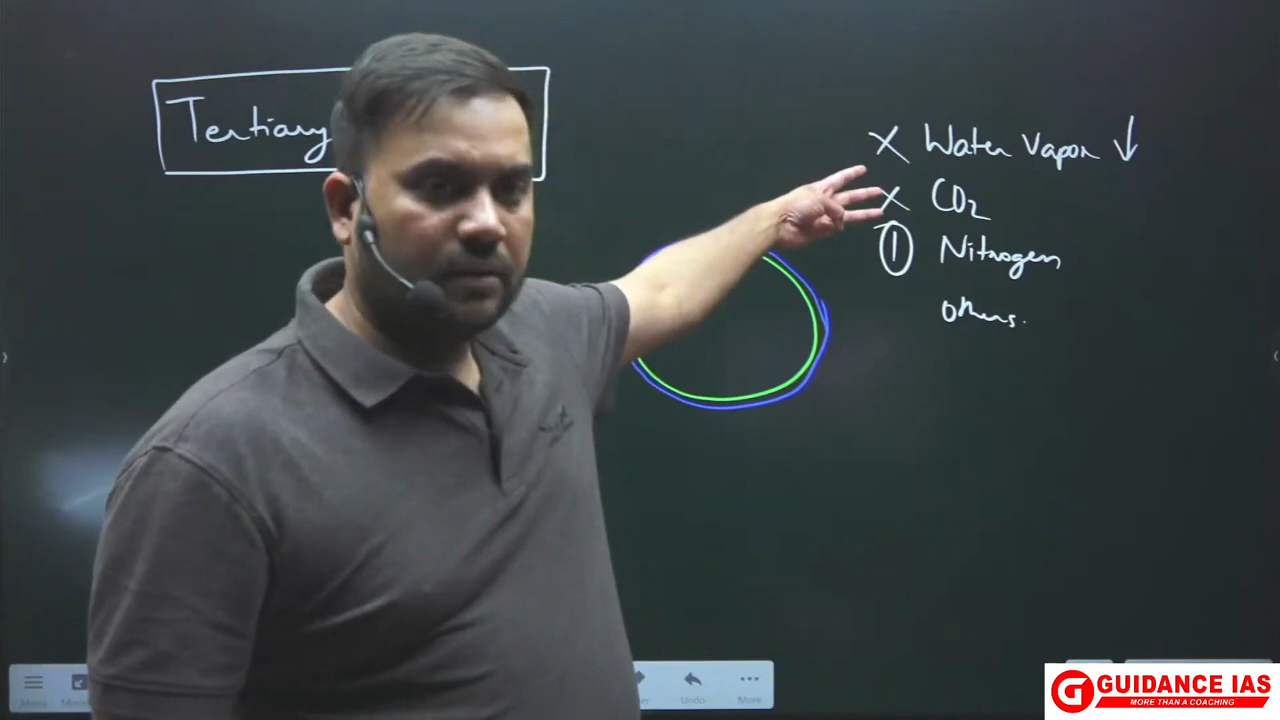 Tertiary
X Water Vapor ↓
X CO2
① Nitrogen
others.
Undo
More
GUIDANCE IAS
MORE THAN A COACHING